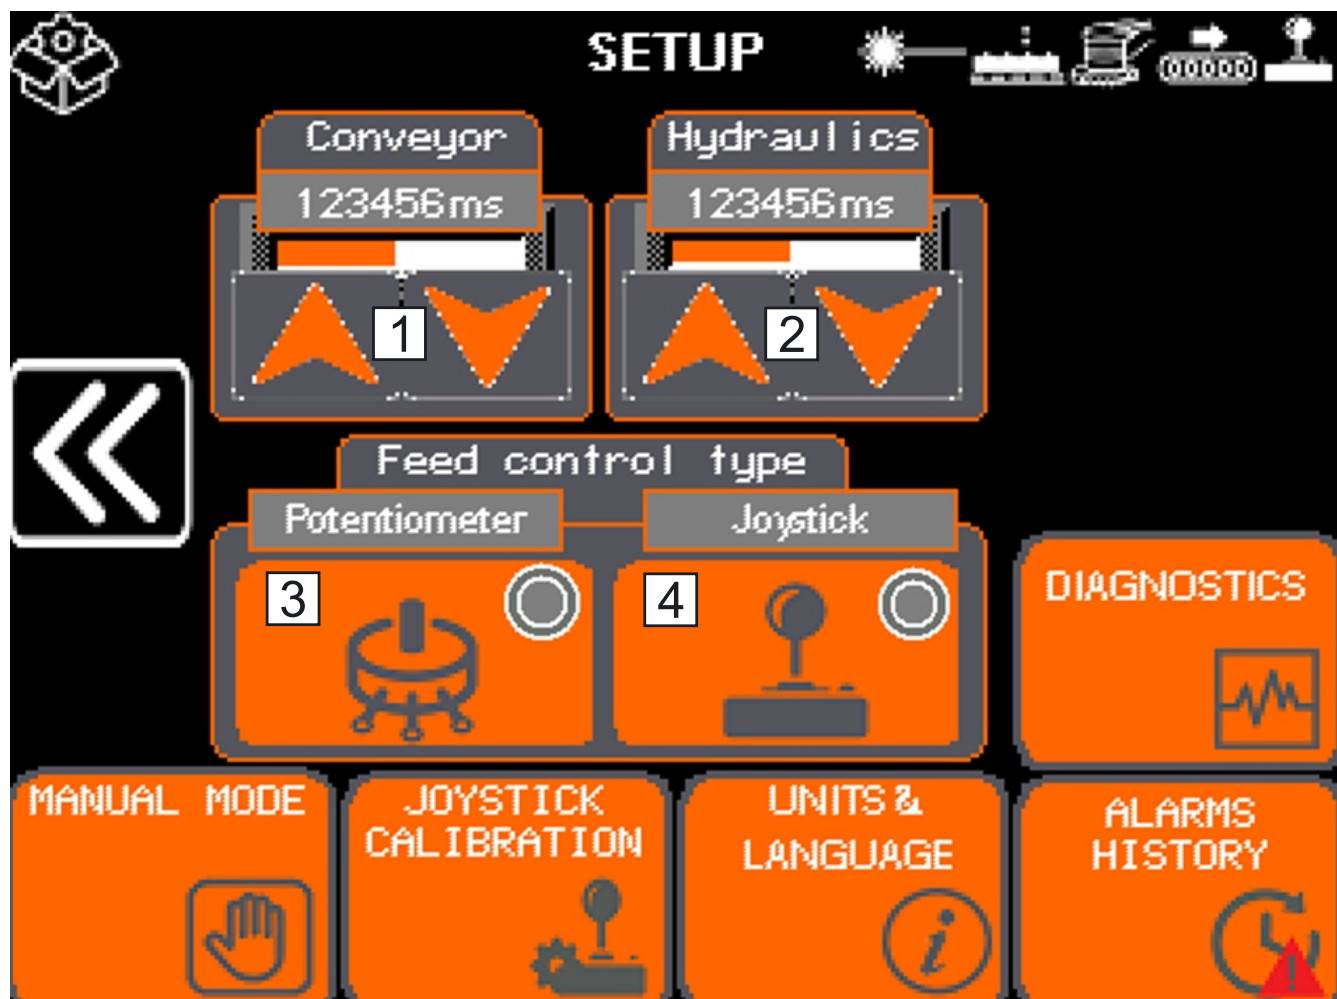 SETUP
Conveyor
Hydraulics
123456ms
123456ms
1
2
Feed control type
Potentiometer
Joystick
3
4
DIAGNOSTICS
MANUAL MODE
JOYSTICK
CALIBRATION
UNITS &
LANGUAGE
ALARMS
HISTORY